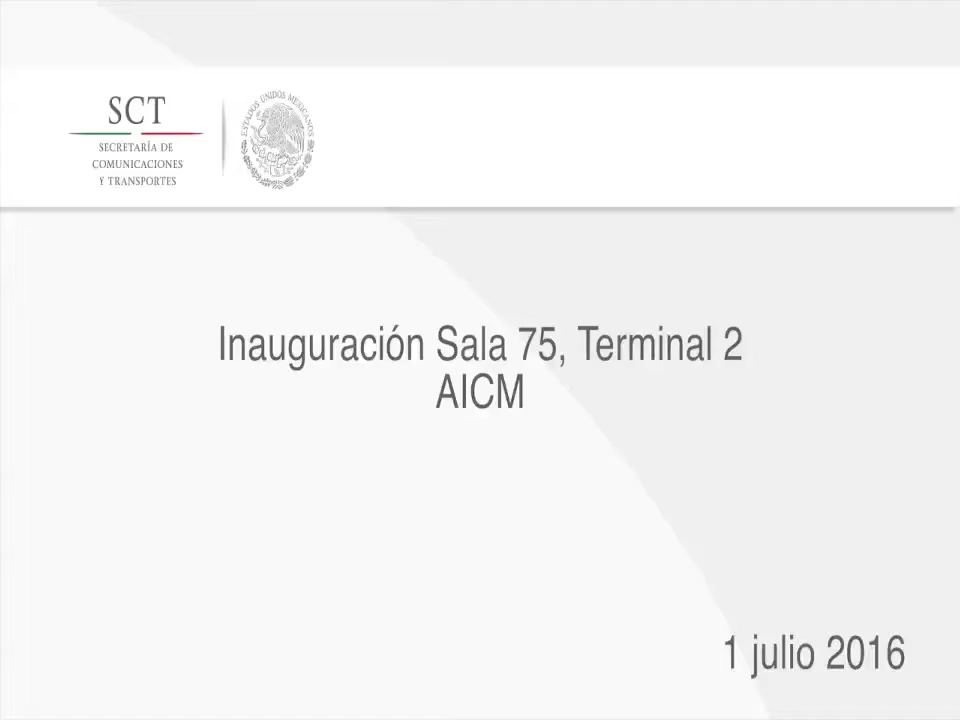 SCT
SECRETARÍA DE
COMUNICACIONES
Y TRANSPORTES
ESTADOS UNIDOS MEXICANOS
Inauguración Sala 75, Terminal 2
AICM
1 julio 2016